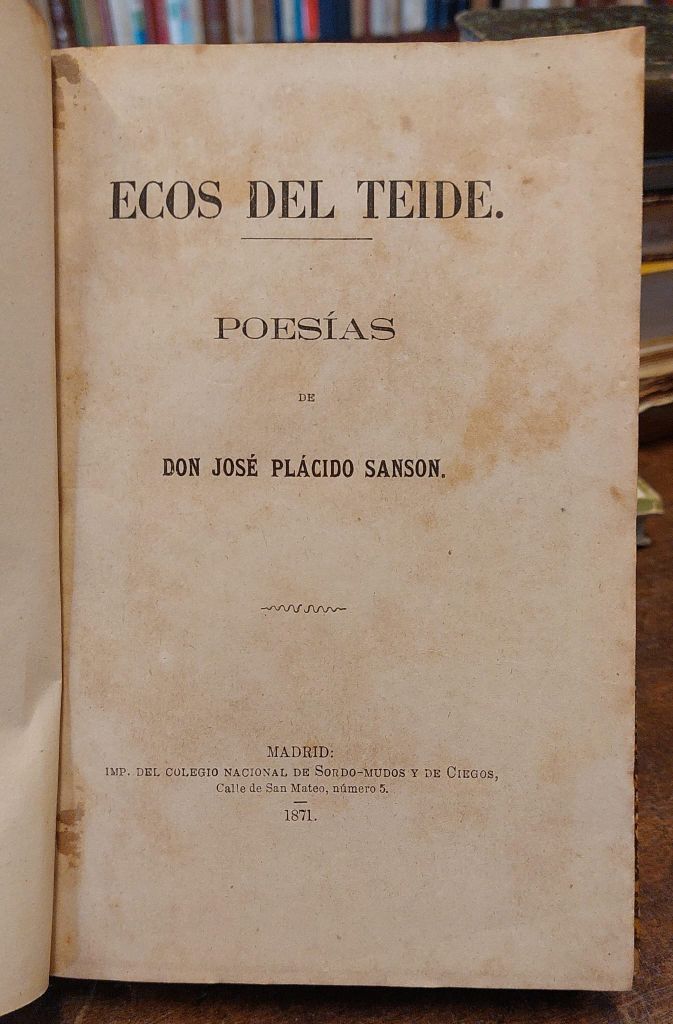 ECOS DEL TEIDE.
POESÍAS
DE
DON JOSÉ PLÁCIDO SANSON.
MADRID:
IMP. DEL COLEGIO NACIONAL DE SORDO-MUDOS Y DE CIEGOS,
Calle de San Mateo, número 5.
1871.